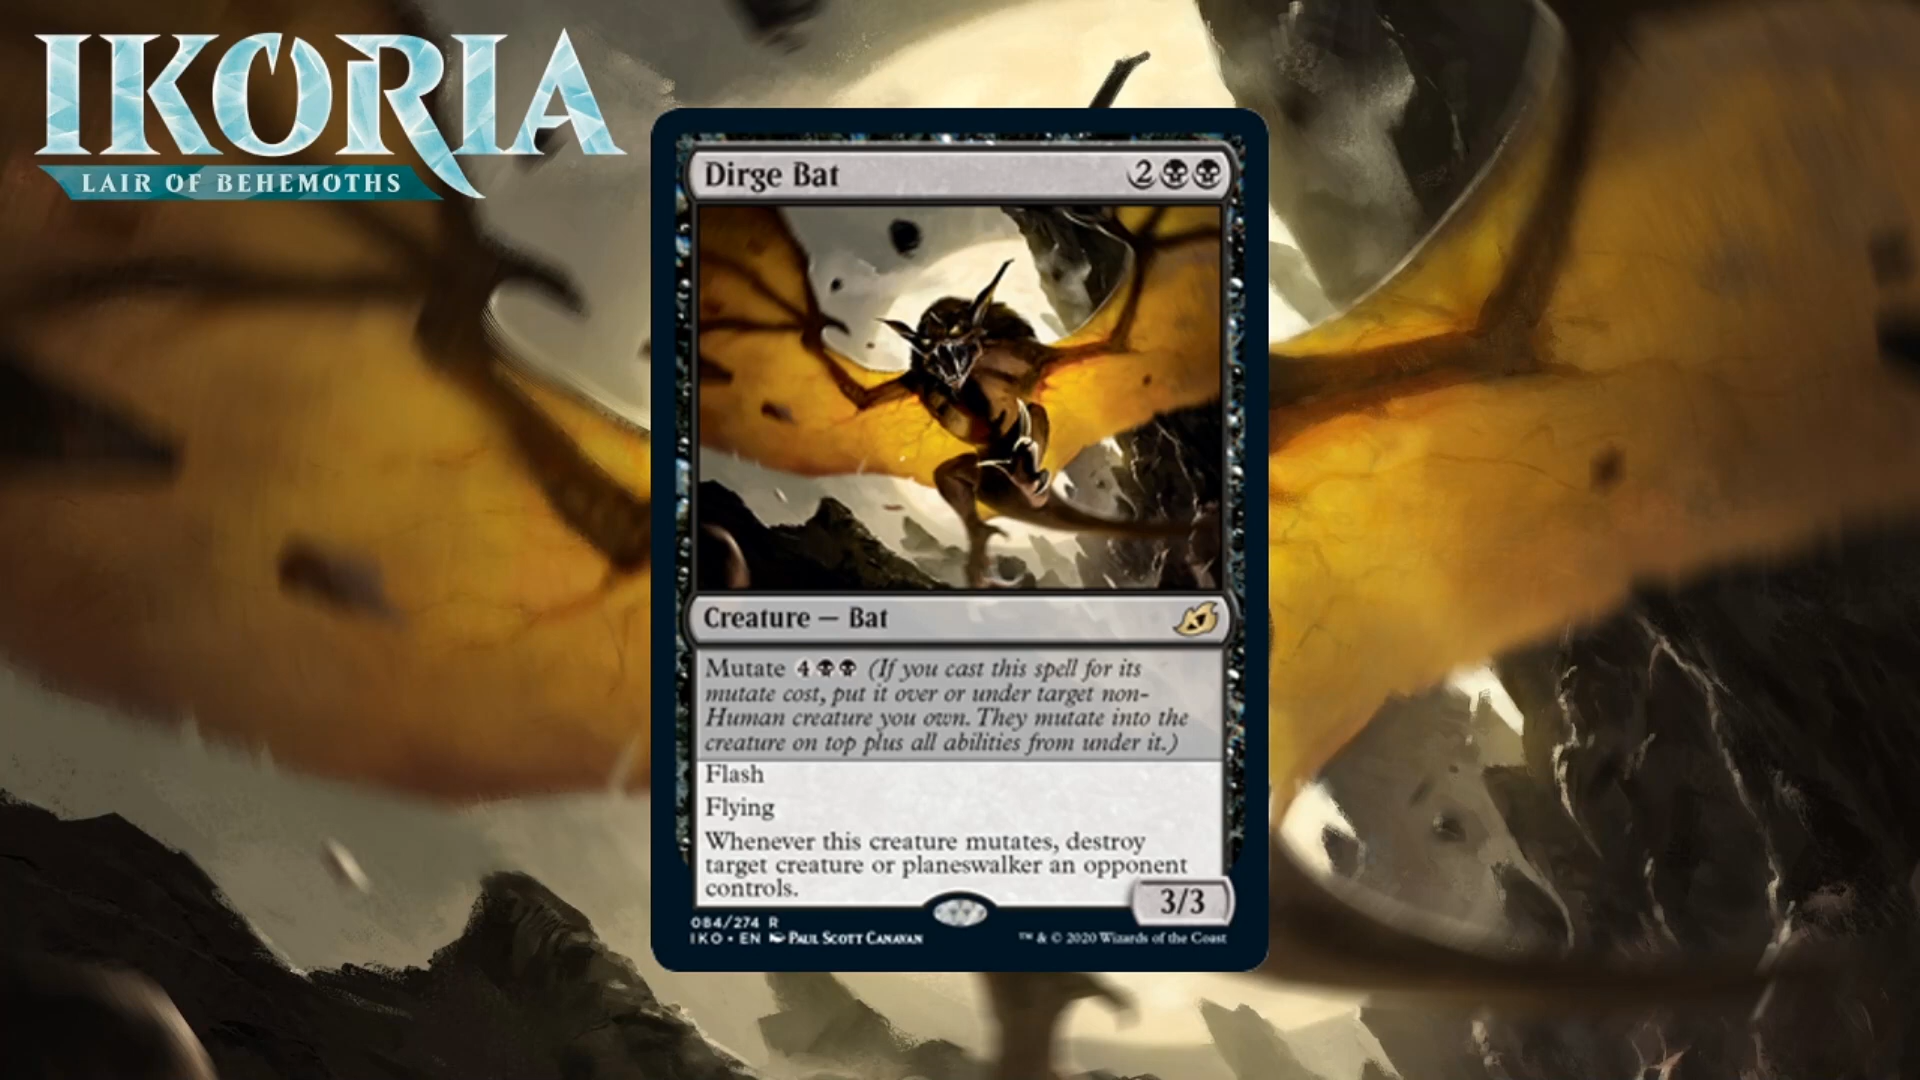 IKORIA
LAIR OF BEHEMOTHS
Dirge Bat 2
Creature — Bat
Mutate 4 (If you cast this spell for its
mutate cost, put it over or under target non-
Human creature you own. They mutate into the
creature on top plus all abilities from under it.)
Flash
Flying
Whenever this creature mutates, destroy
target creature or planeswalker an opponent
controls.
3/3
084/274 R
IKO • EN PAUL SCOTT CANAVAN
™ & © 2020 Wizards of the Coast